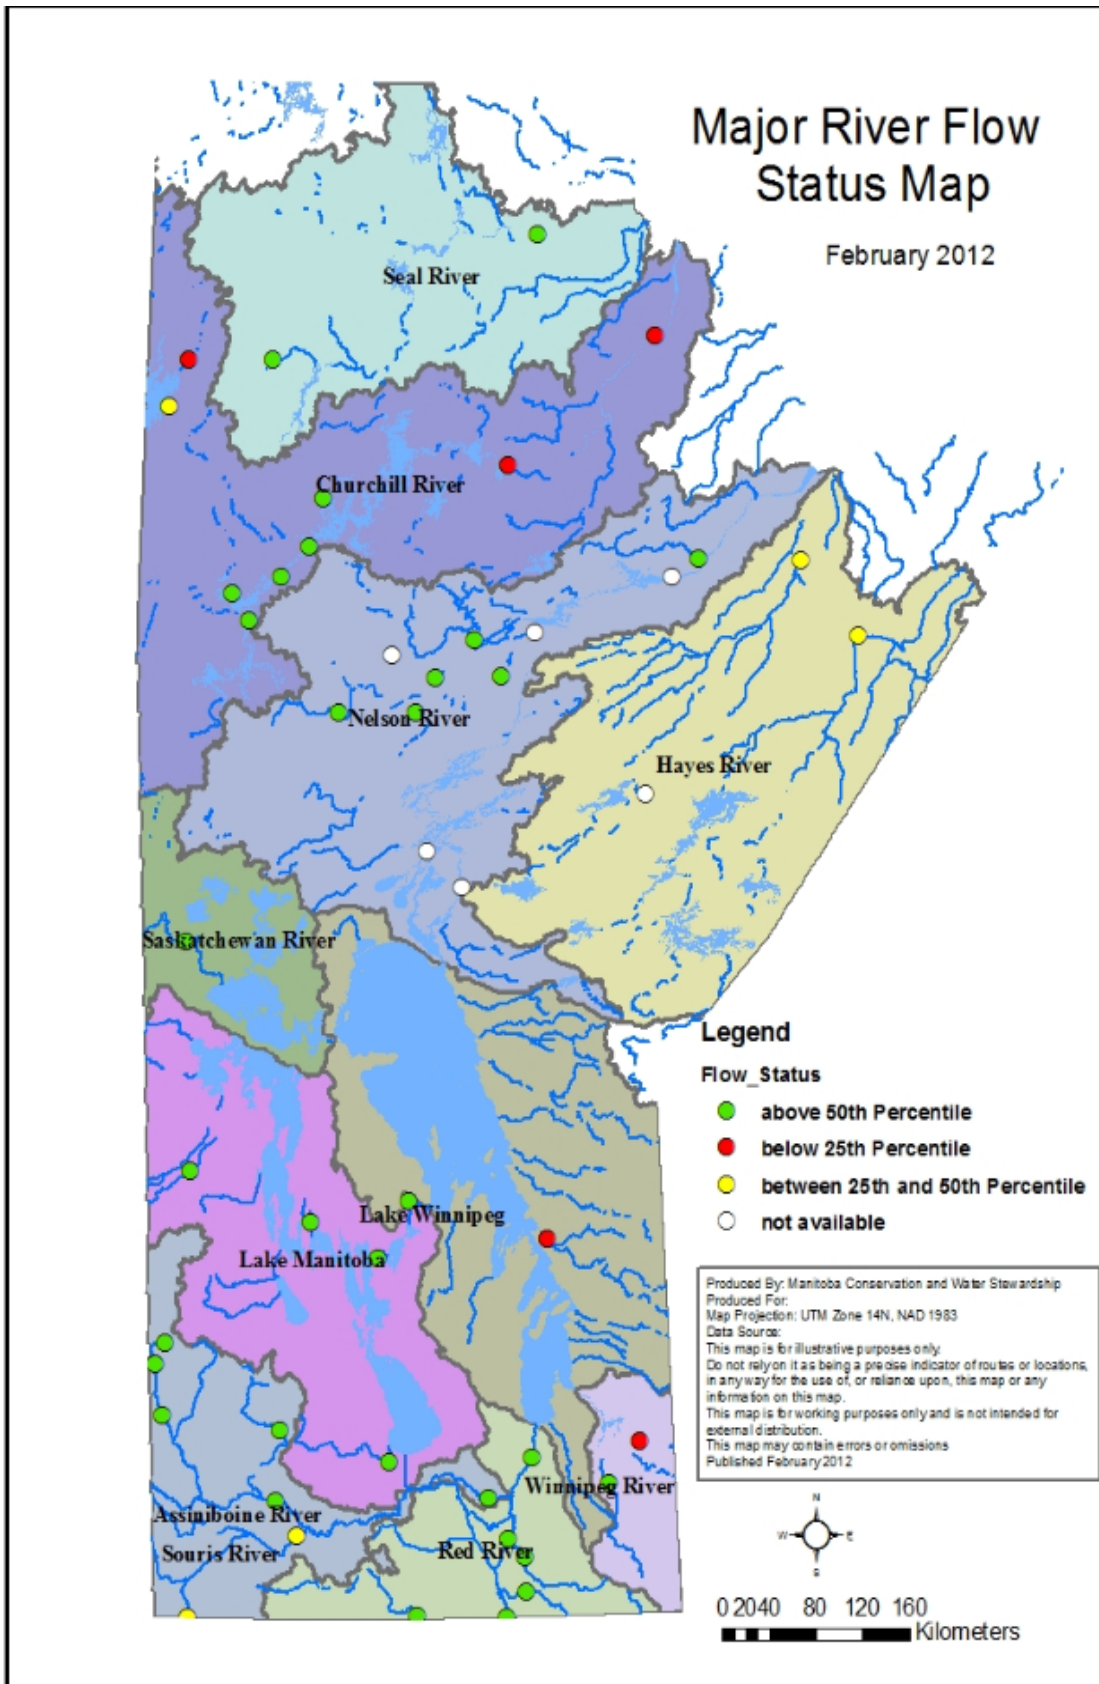 Major River Flow
Status Map
February 2012
Seal River
Churchill River
Nelson River
Hayes River
Saskatchewan River
Lake Winnipeg
Lake Manitoba
Winnipeg River
Assiniboine River
Souris River
Red River
Legend
Flow_Status
above 50th Percentile
below 25th Percentile
between 25th and 50th Percentile
not available
Produced By: Manitoba Conservation and Water Stewardship
Produced For:
Map Projection: UTM Zone 14N, NAD 1983
Data Source:
This map is for illustrative purposes only.
Do not rely on it as being a precise indicator of routes or locations,
in any way for the use of, or reliance upon, this map or any
information on this map.
This map is for working purposes only and is not intended for
external distribution.
This map may contain errors or omissions
Published February 2012
N
W E
S
0 20 40 80 120 160
Kilometers